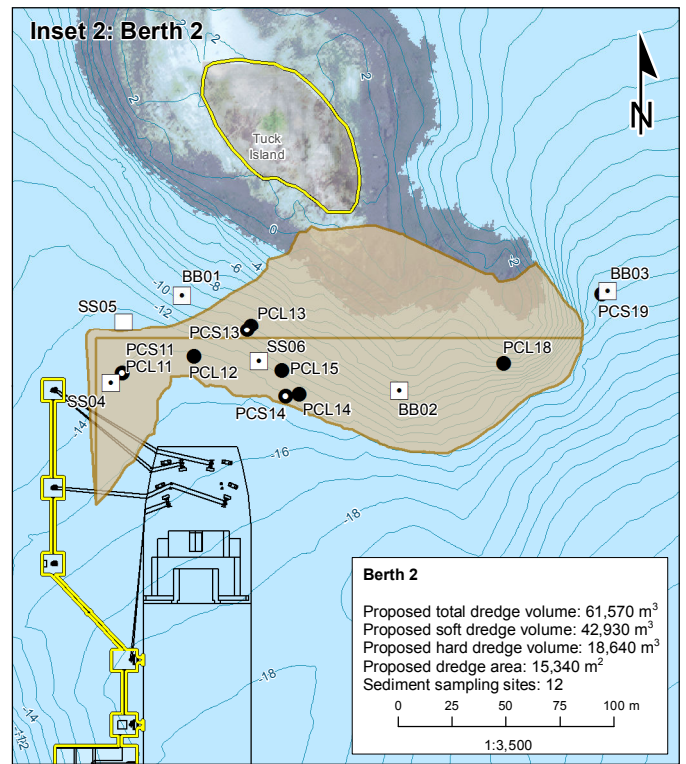 Inset 2: Berth 2
N
2
2
2
Tuck
Island
0
-2
-4
-6
-8
-10
-12
BB01
BB03
PCS19
SS05
PCL13
PCS13
SS06
PCS11
PCL11
PCL12
PCL15
PCL18
SS04
PCS14
PCL14
BB02
-14
-16
-18
-18
-14
-12
Berth 2
Proposed total dredge volume: 61,570 m³
Proposed soft dredge volume: 42,930 m³
Proposed hard dredge volume: 18,640 m³
Proposed dredge area: 15,340 m²
Sediment sampling sites: 12
0 25 50 75 100 m
1:3,500